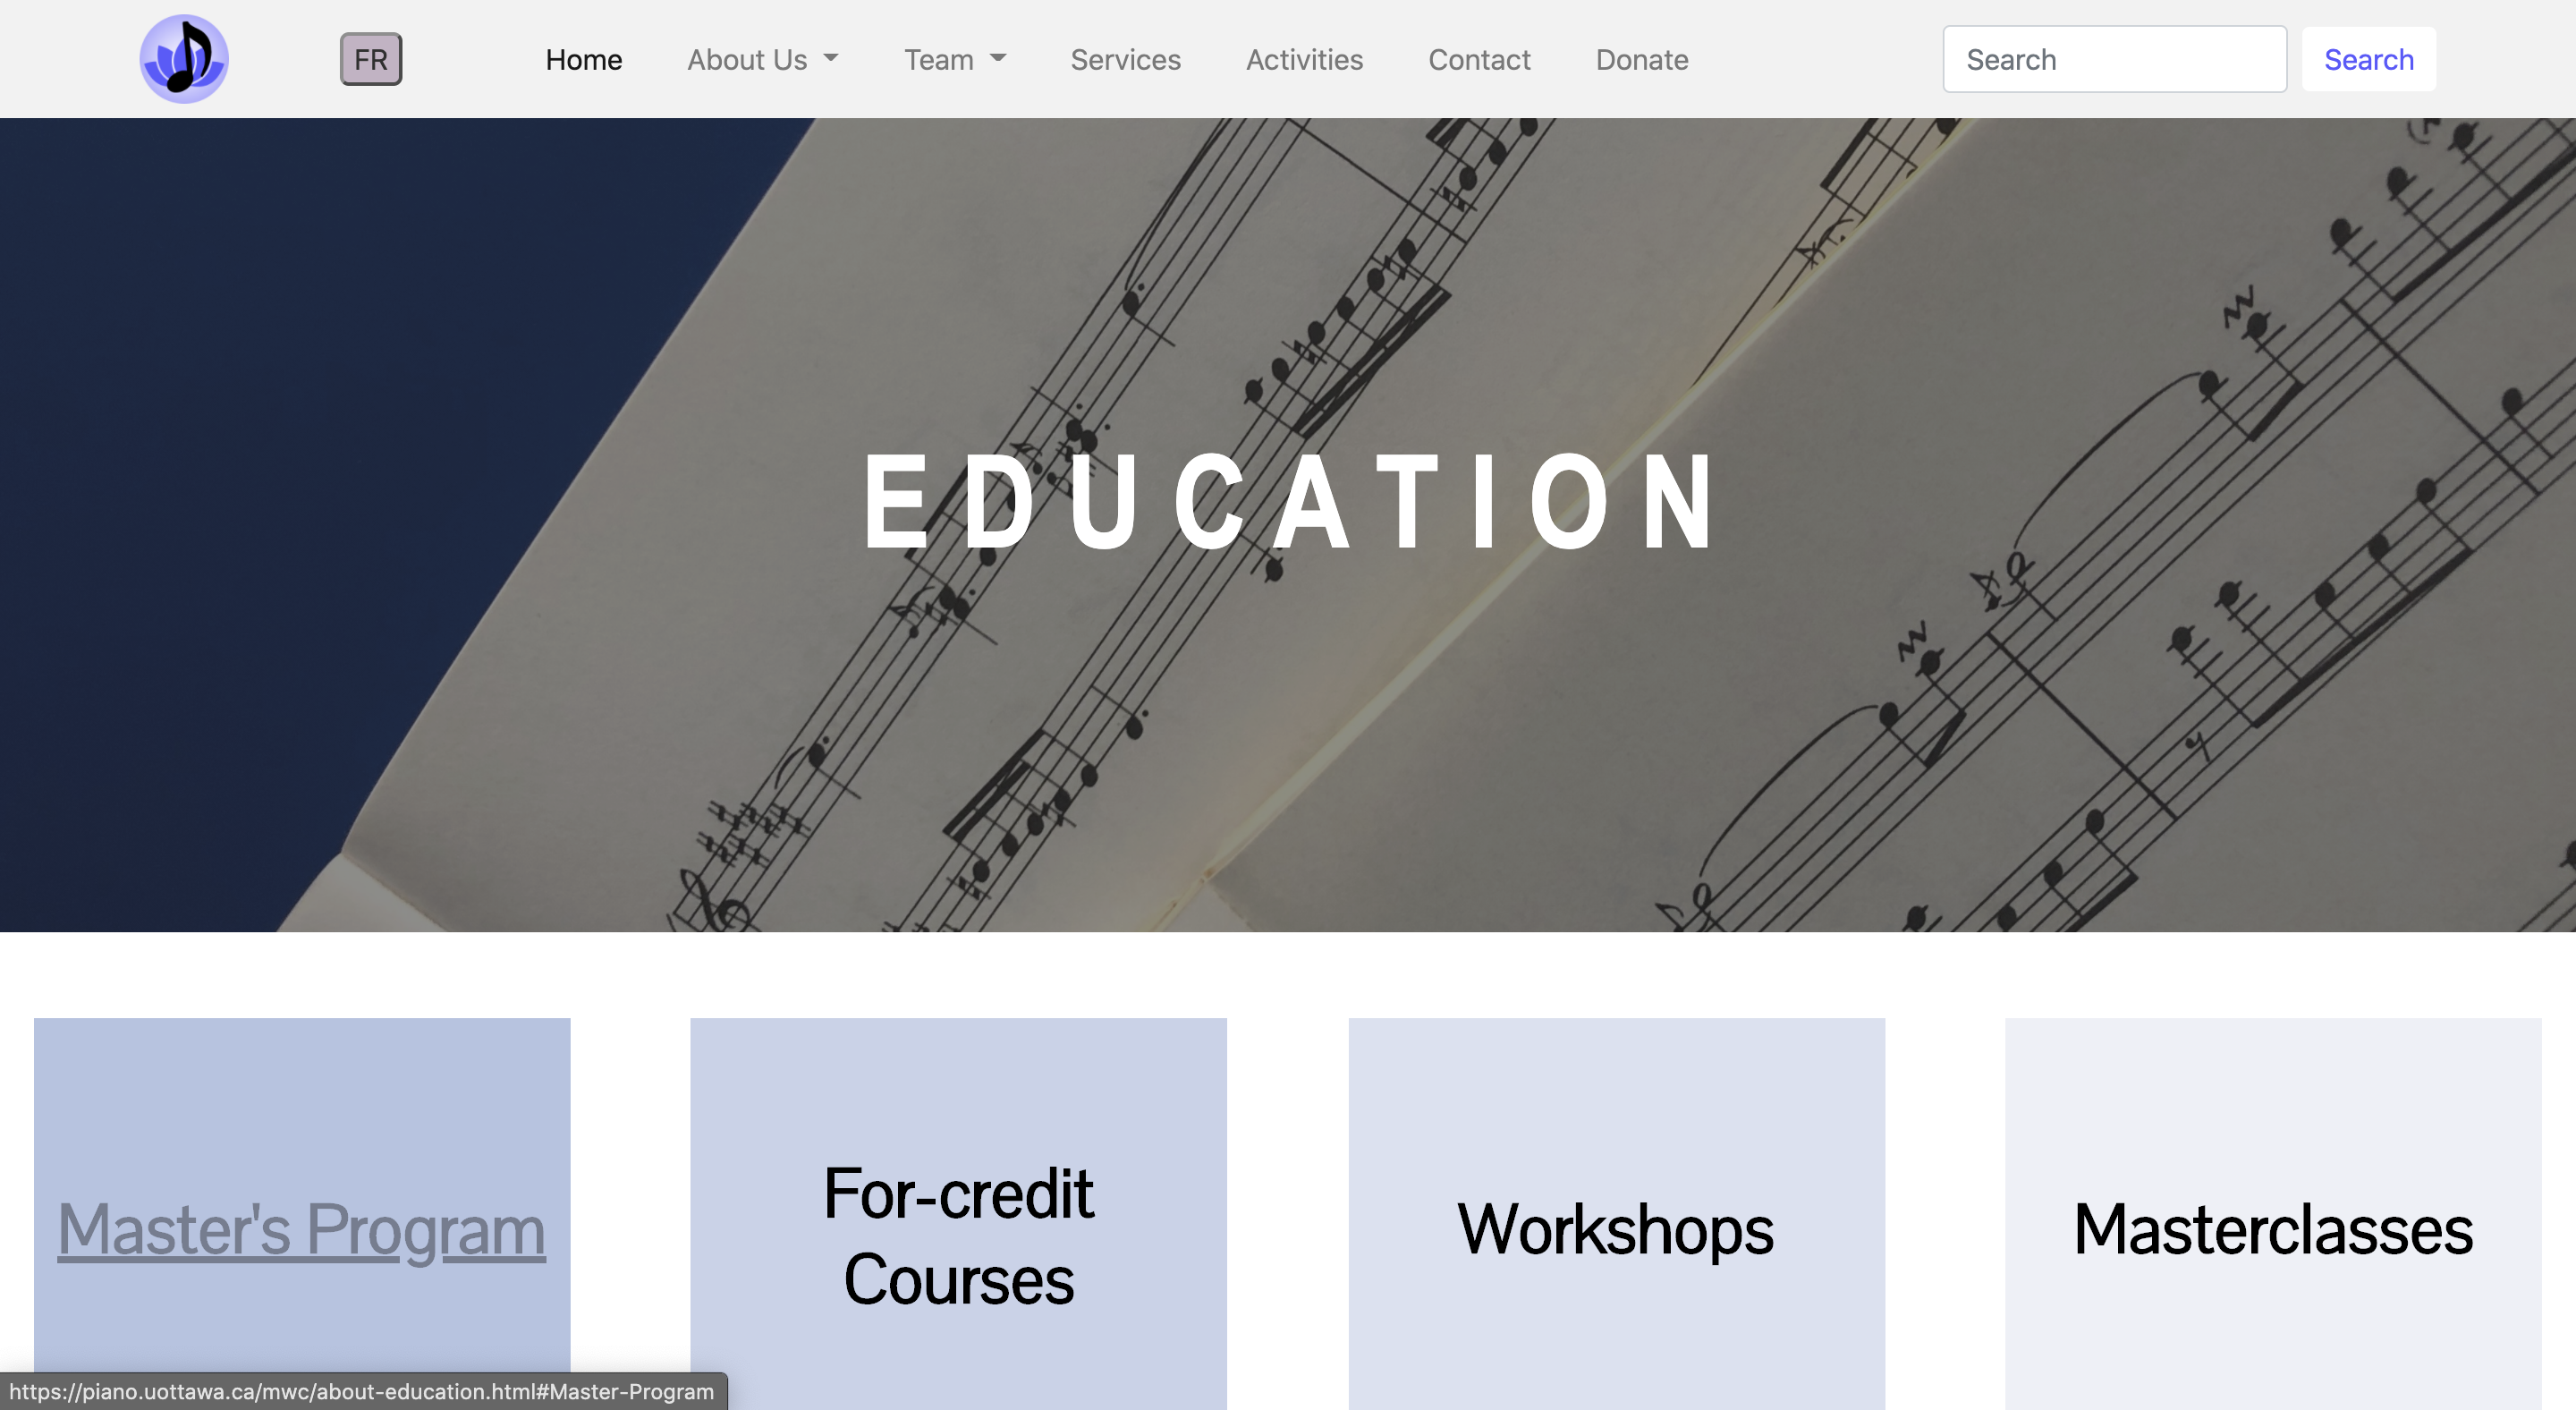 FR
Home
About Us
Team
Services
Activities
Contact
Donate
Search
Search
EDUCATION
Master's Program
For-credit
Courses
Workshops
Masterclasses
https://piano.uottawa.ca/mwc/about-education.html#Master-Program